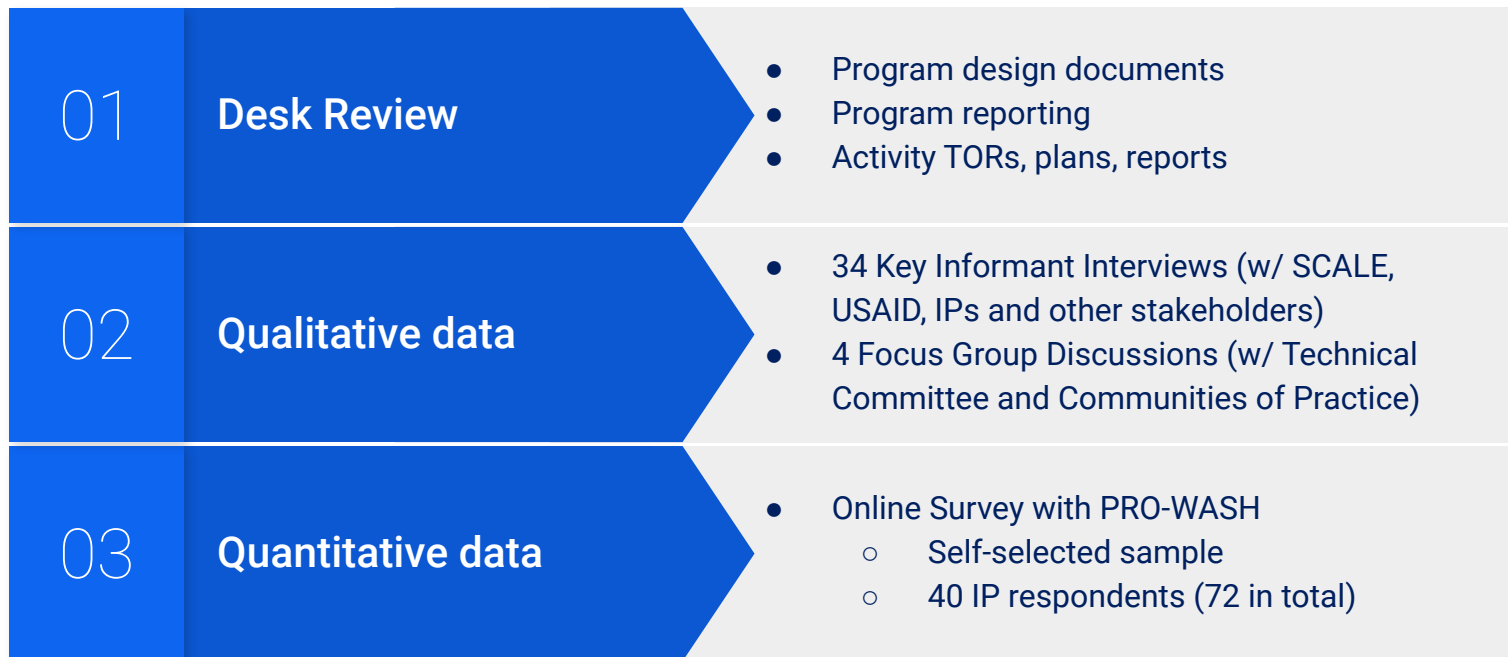 01
Desk Review
● Program design documents
● Program reporting
● Activity TORs, plans, reports
02
Qualitative data
● 34 Key Informant Interviews (w/ SCALE,
USAID, IPs and other stakeholders)
● 4 Focus Group Discussions (w/ Technical
Committee and Communities of Practice)
03
Quantitative data
● Online Survey with PRO-WASH
○ Self-selected sample
○ 40 IP respondents (72 in total)